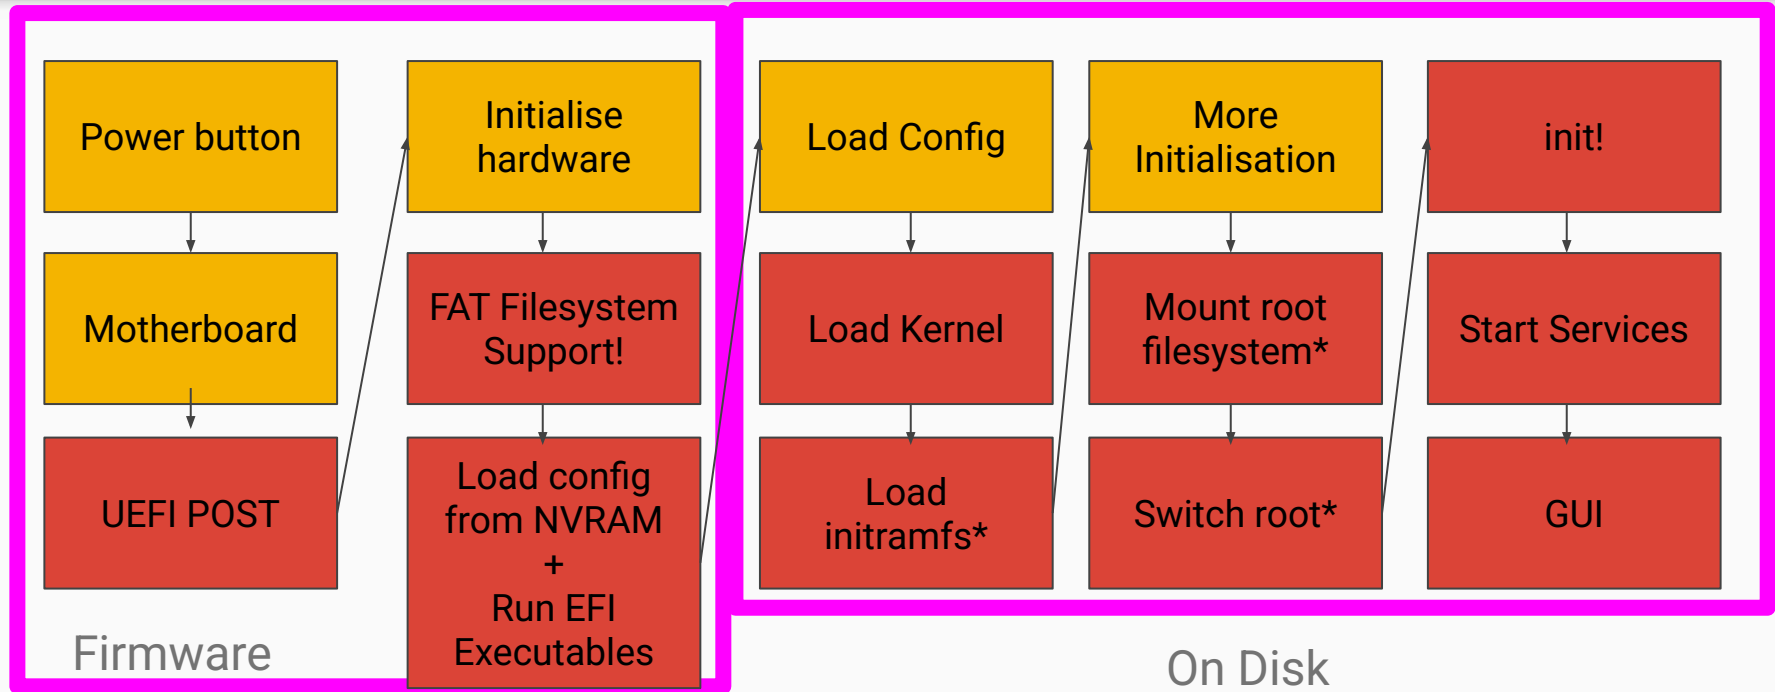 Power button
Motherboard
UEFI POST
Initialise
hardware
FAT Filesystem
Support!
Load config
from NVRAM
+
Run EFI
Executables
Firmware
Load Config
Load Kernel
Load
initramfs*
More
Initialisation
Mount root
filesystem*
Switch root*
init!
Start Services
GUI
On Disk